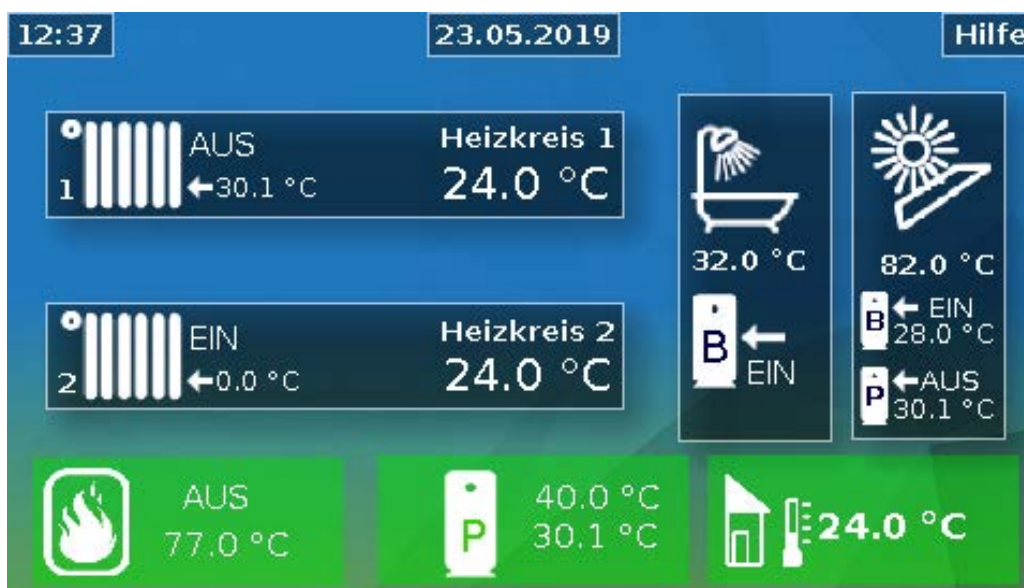 12:37
23.05.2019
Hilfe
AUS
Heizkreis 1
1
←30.1 °C
24.0 °C
EIN
Heizkreis 2
2
←0.0 °C
24.0 °C
32.0 °C
B ←
EIN
82.0 °C
B ← EIN
28.0 °C
P ←AUS
30.1 °C
AUS
77.0 °C
P
40.0 °C
30.1 °C
24.0 °C